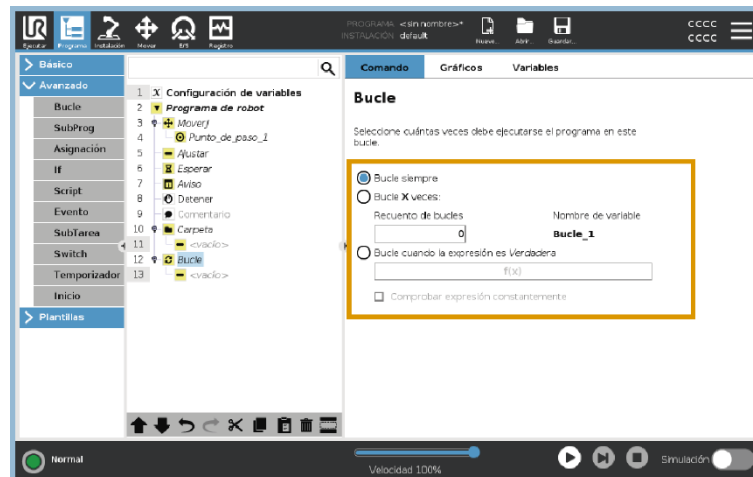 UR
Ejecutar
Programa
Instalación
Mover
E/S
Registro
PROGRAMA <sin nombre>*
INSTALACIÓN default
Nuevo...
Abrir...
Guardar...
CCCC
CCCC
Básico
Avanzado
Bucle
SubProg
Asignación
If
Script
Evento
SubTarea
Switch
Temporizador
Inicio
Plantillas
1 X Configuración de variables
2 Programa de robot
3 MoverJ
4 Punto_de_paso_1
5 Ajustar
6 Esperar
7 Aviso
8 Detener
9 Comentario
10 Carpeta
11 <vacío>
12 Bucle
13 <vacío>
Comando Gráficos Variables
Bucle
Seleccione cuántas veces debe ejecutarse el programa en este
bucle.
Bucle siempre
Bucle X veces:
Recuento de bucles Nombre de variable
0 Bucle_1
Bucle cuando la expresión es Verdadera
f(x)
Comprobar expresión constantemente
Normal
Velocidad 100%
Simulación